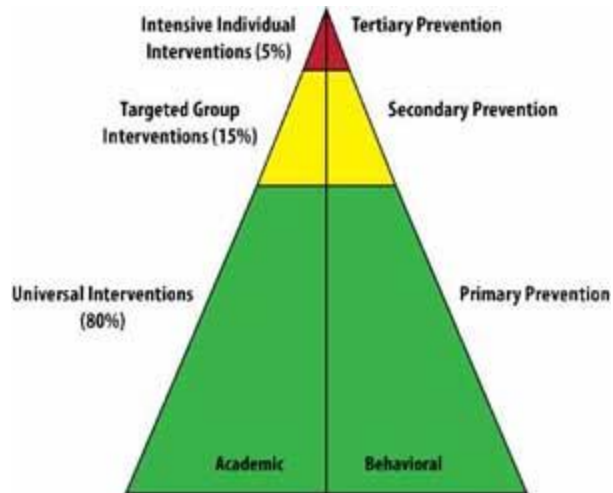 Intensive Individual
Interventions (5%)
Tertiary Prevention
Targeted Group
Interventions (15%)
Secondary Prevention
Universal Interventions
(80%)
Primary Prevention
Academic
Behavioral